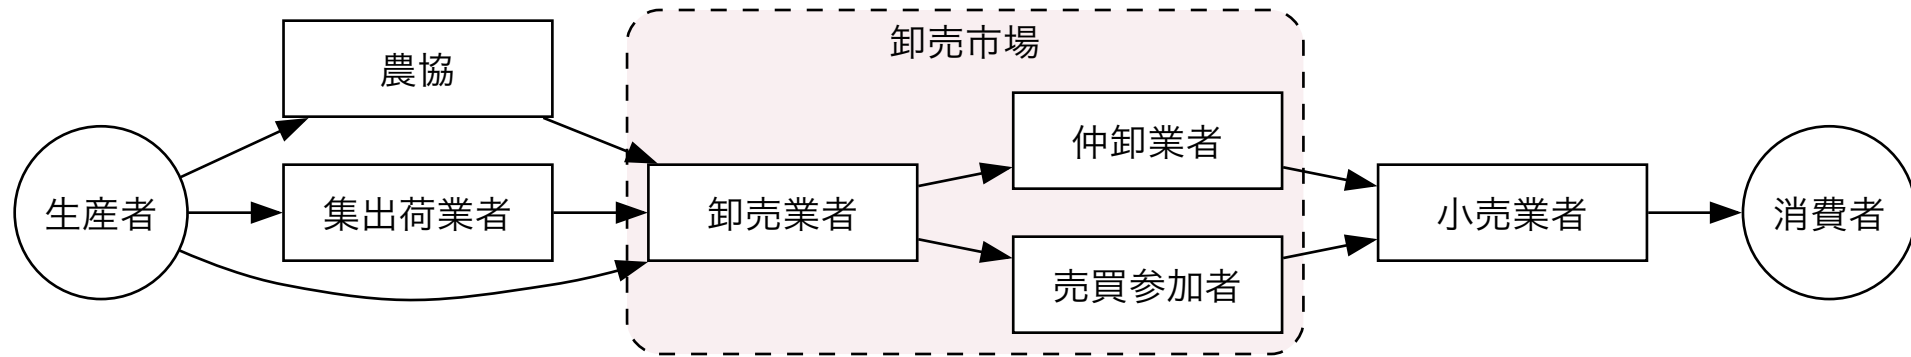 卸売市場
農協
仲卸業者
生産者
集出荷業者
卸売業者
小売業者
消費者
売買参加者